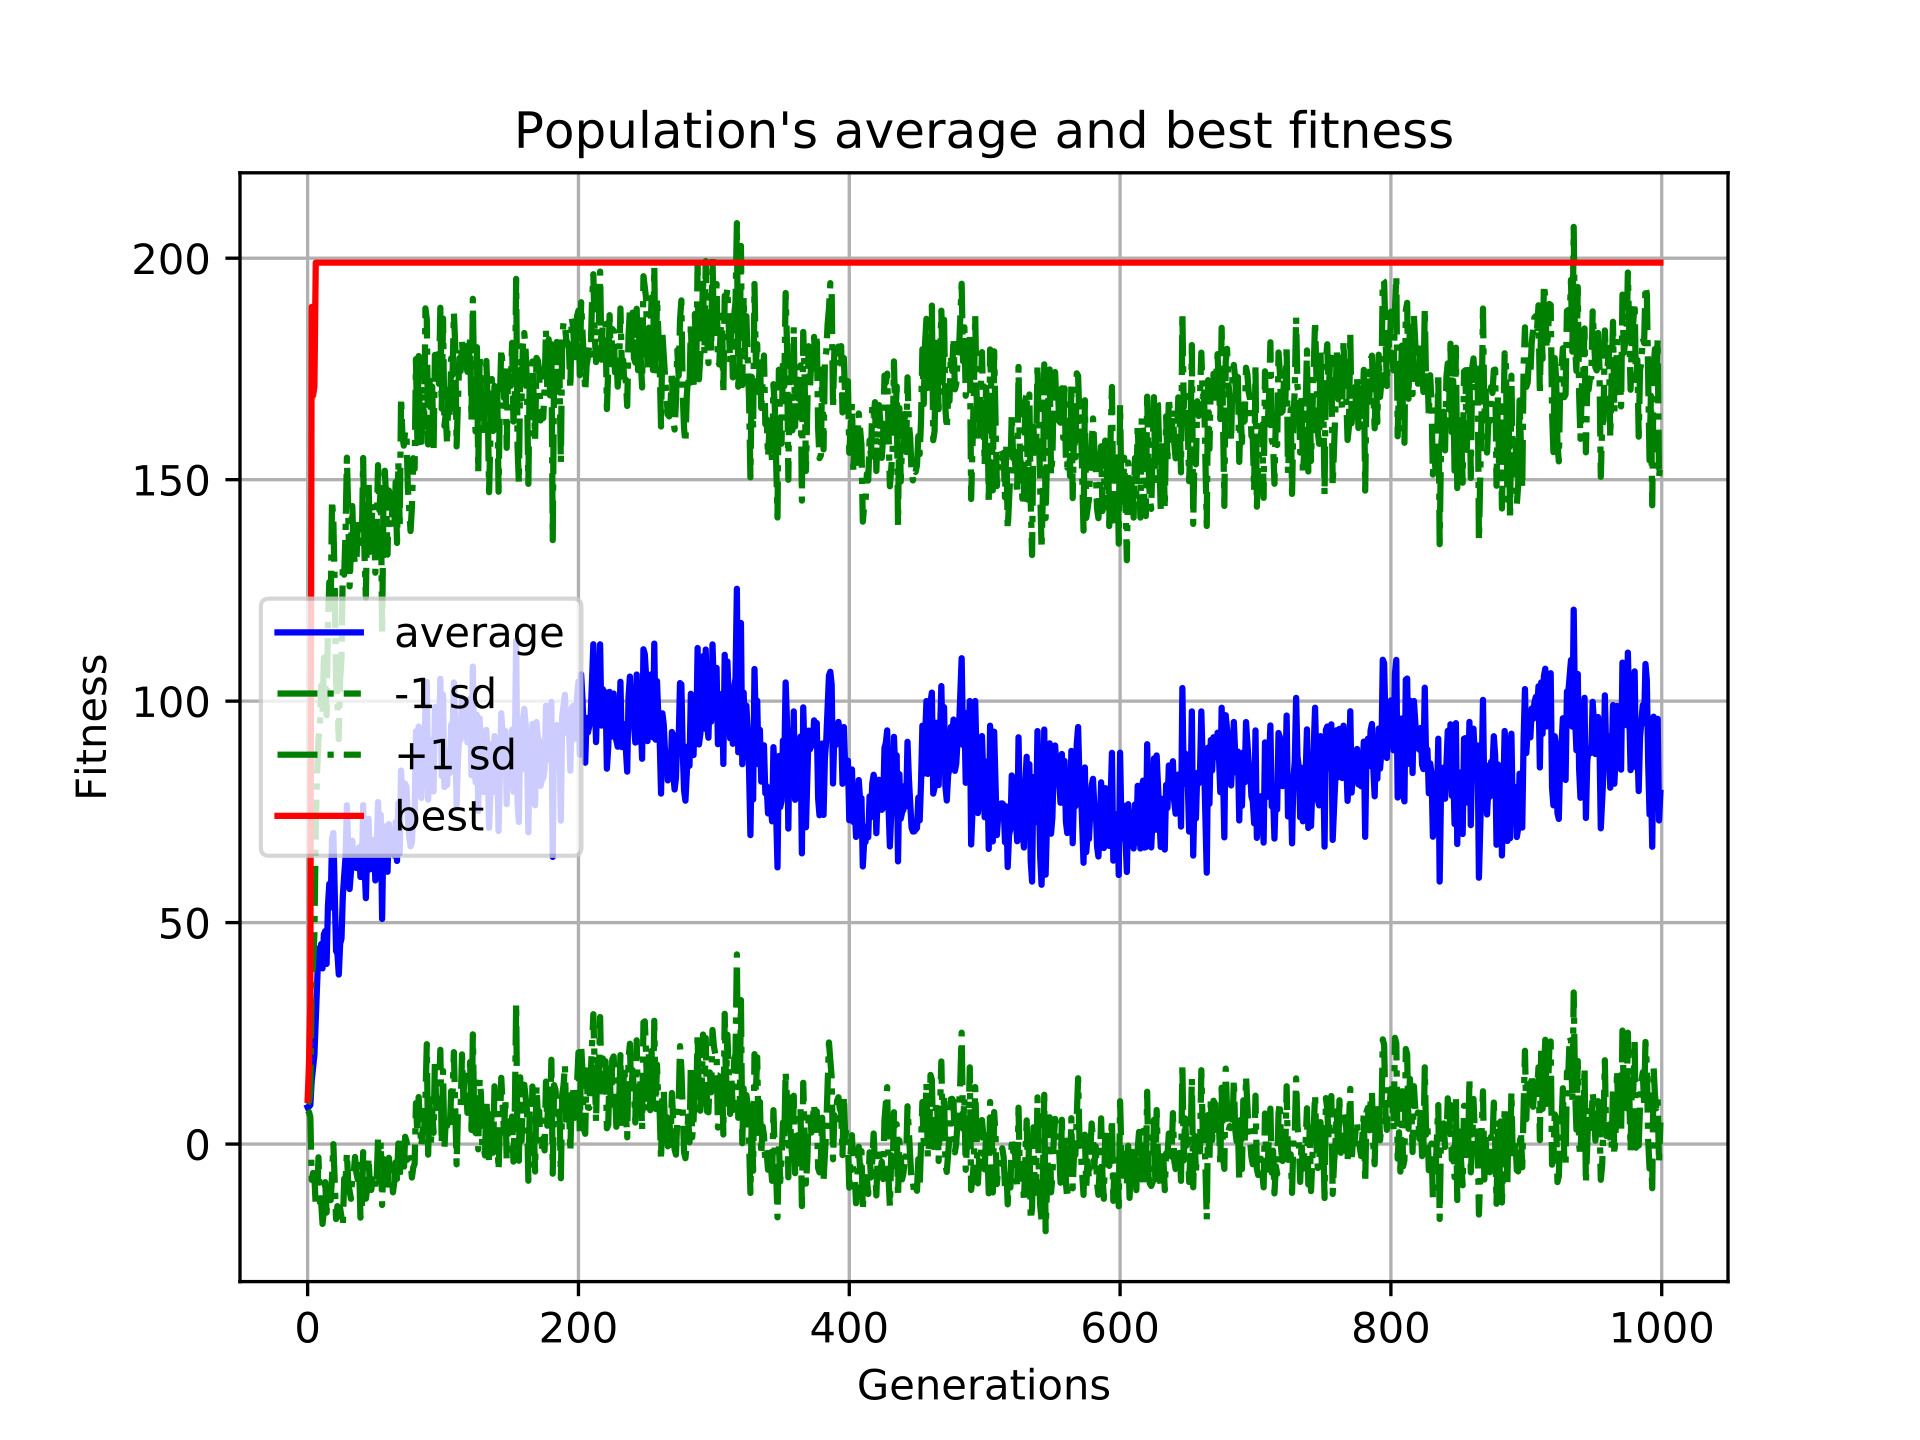 Population's average and best fitness
Fitness
200
150
100
50
0
average
-1 sd
+1 sd
best
0 200 400 600 800 1000
Generations